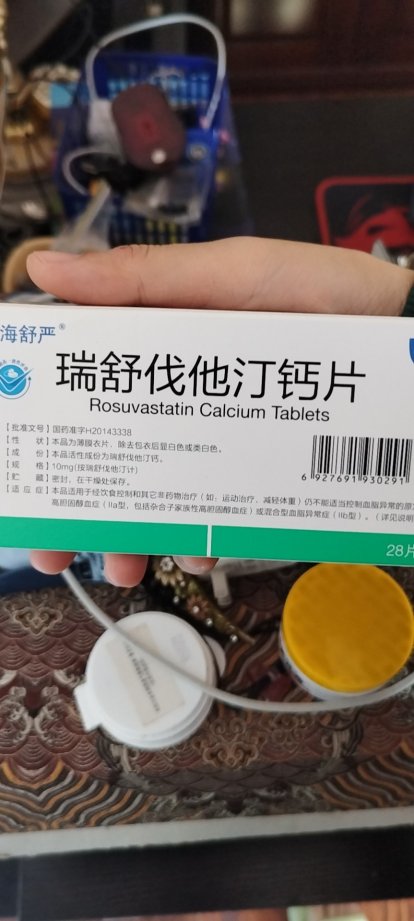 海舒严®
瑞舒伐他汀钙片
Rosuvastatin Calcium Tablets
【批准文号】国药准字H20143338
【性 状】本品为薄膜衣片，除去包衣后显白色或类白色。
【成 份】本品活性成份为瑞舒伐他汀钙。
【规 格】10mg(按瑞舒伐他汀计)
【贮 藏】密封，在干燥处保存。
【适 应 症】本品适用于经饮食控制和其它非药物治疗（如：运动治疗、减轻体重）仍不能适当控制血脂异常的原
高胆固醇血症（IIa型，包括杂合子家族性高胆固醇血症）或混合型血脂异常症（IIb型）。（详见说明
6 927691 930291
28片